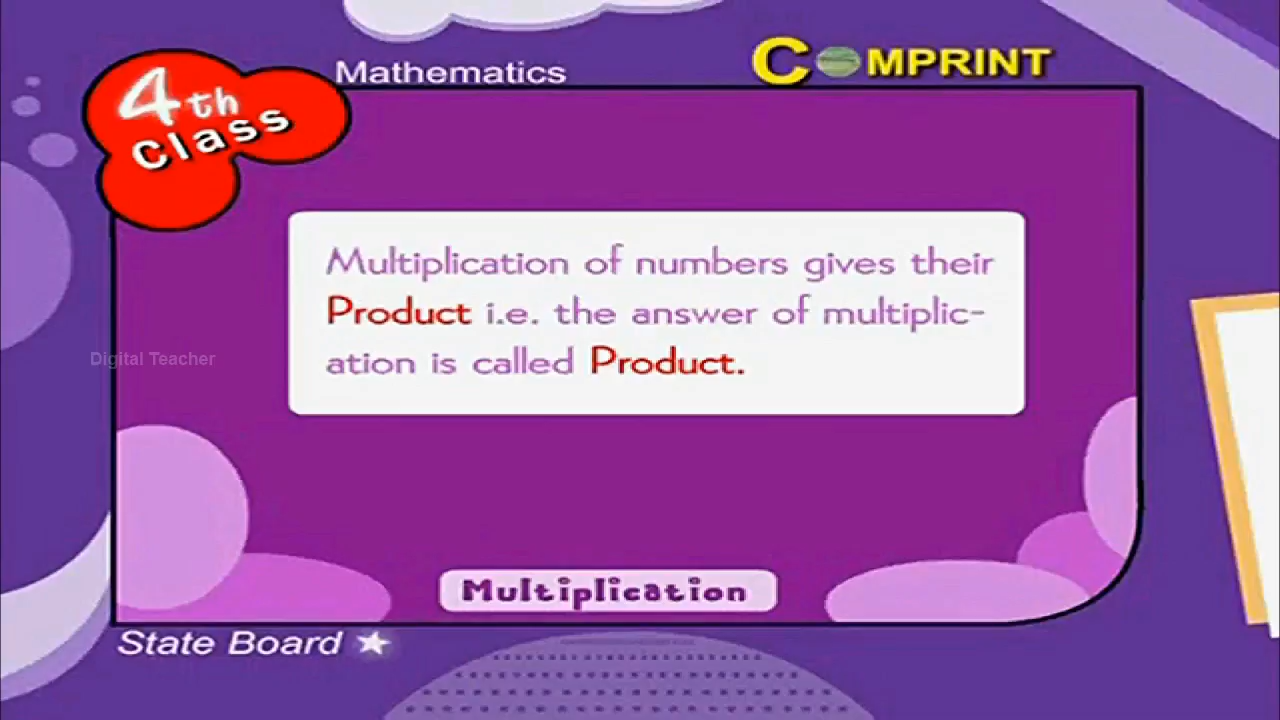 Mathematics
COMPRINT
4th
Class
Multiplication of numbers gives their
Product i.e. the answer of multiplic-
ation is called Product.
Digital Teacher
Multiplication
State Board